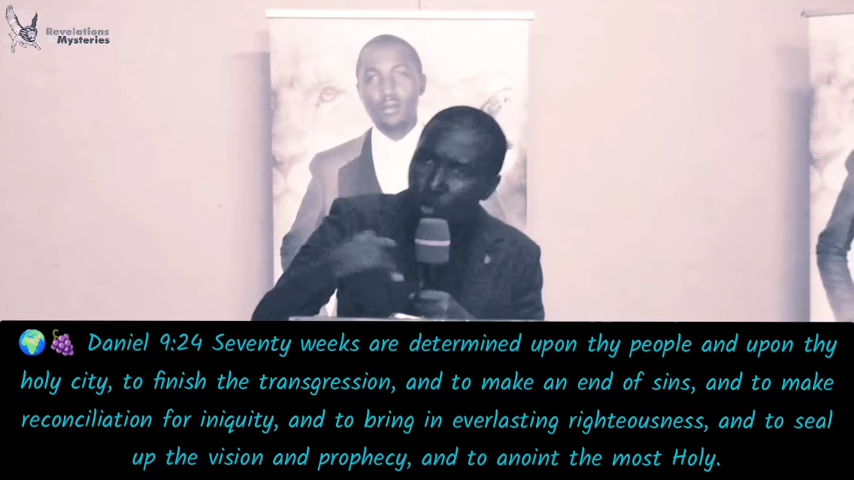 Revelations
Mysteries
🌍🍇 Daniel 9:24 Seventy weeks are determined upon thy people and upon thy
holy city, to finish the transgression, and to make an end of sins, and to make
reconciliation for iniquity, and to bring in everlasting righteousness, and to seal
up the vision and prophecy, and to anoint the most Holy.